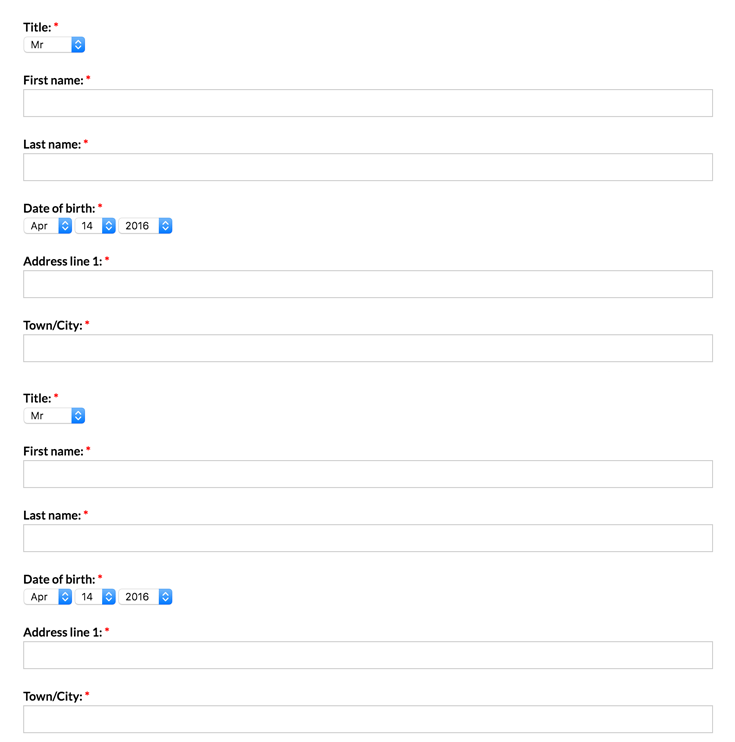 Title: *
Mr
First name: *
Last name: *
Date of birth: *
Apr 14 2016
Address line 1: *
Town/City: *
Title: *
Mr
First name: *
Last name: *
Date of birth: *
Apr 14 2016
Address line 1: *
Town/City: *